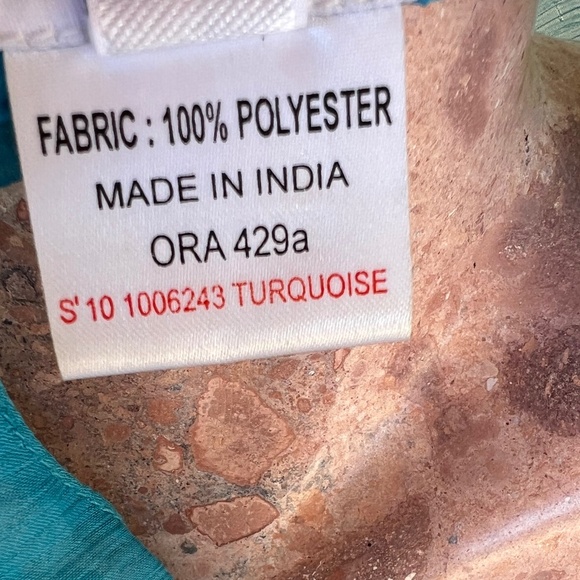 FABRIC : 100% POLYESTER
MADE IN INDIA
ORA 429a
S'10 1006243 TURQUOISE